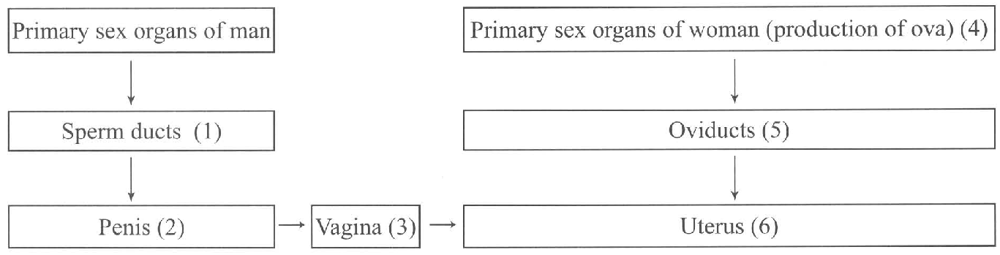 Primary sex organs of man
Primary sex organs of woman (production of ova) (4)
Sperm ducts (1)
Oviducts (5)
Penis (2)
Vagina (3)
Uterus (6)